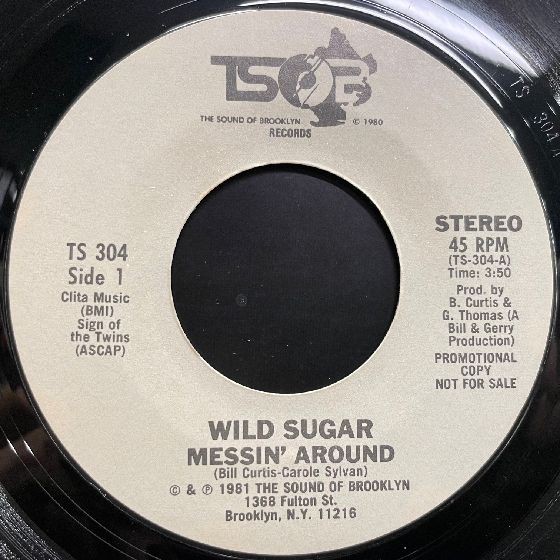 TSOB
THE SOUND OF BROOKLYN © 1980
RECORDS
TS 304
Side 1
Clita Music
(BMI)
Sign of
the Twins
(ASCAP)
STEREO
45 RPM
(TS-304-A)
Time: 3:50
Prod. by
B. Curtis &
G. Thomas (A
Bill & Gerry
Production)
PROMOTIONAL
COPY
NOT FOR SALE
WILD SUGAR
MESSIN' AROUND
(Bill Curtis-Carole Sylvan)
© & ℗ 1981 THE SOUND OF BROOKLYN
1368 Fulton St.
Brooklyn, N.Y. 11216
TS 304-A